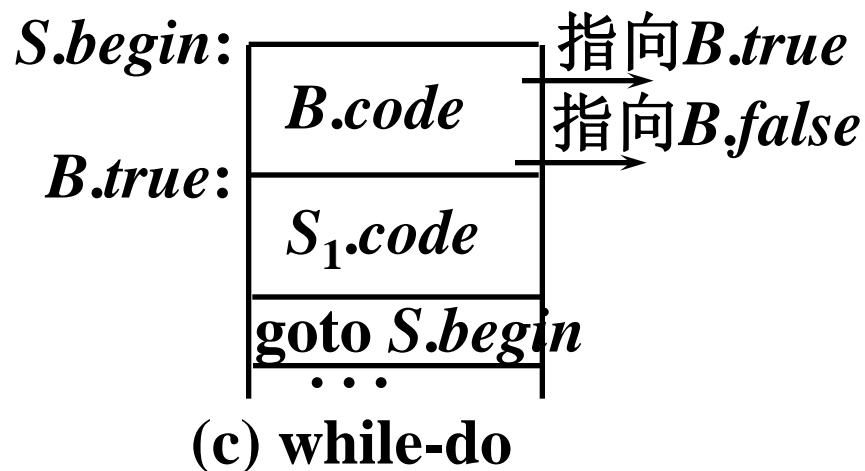 S.begin:
指向B.true
B.code
指向B.false
B.true:
S₁.code
goto S.begin
...
(c) while-do